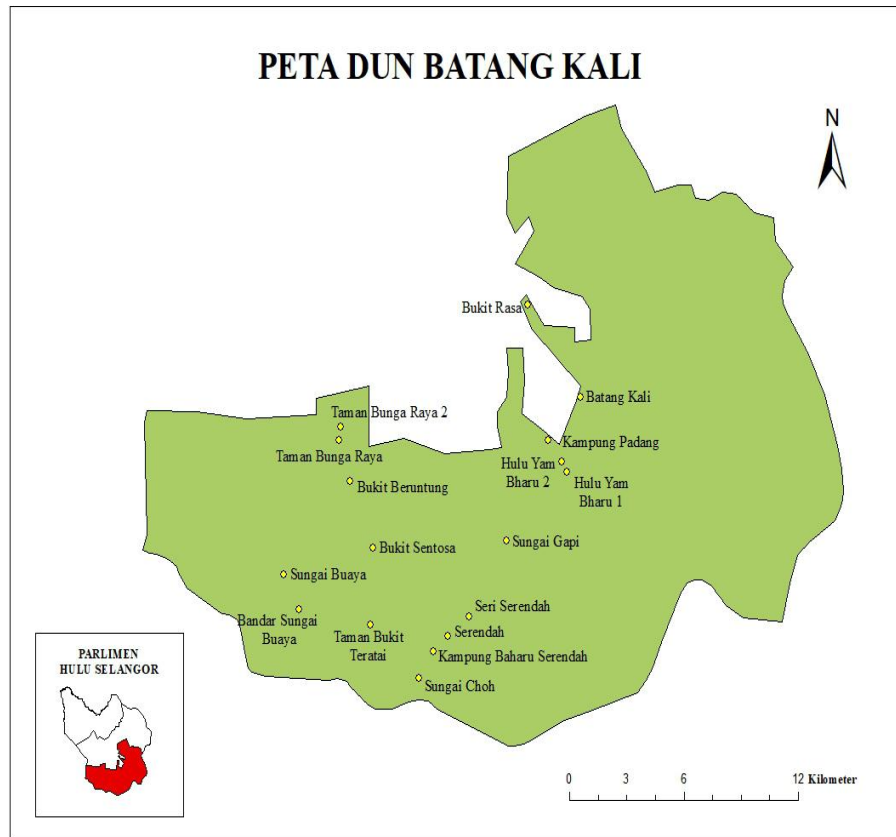 PETA DUN BATANG KALI
N
Bukit Rasa
Batang Kali
Taman Bunga Raya 2
Taman Bunga Raya
Kampung Padang
Hulu Yam
Bharu 2
Hulu Yam
Bharu 1
Bukit Beruntung
Bukit Sentosa
Sungai Gapi
Sungai Buaya
Bandar Sungai
Buaya
Taman Bukit
Teratai
Seri Serendah
Serendah
Kampung Baharu Serendah
Sungai Choh
PARLIMEN
HULU SELANGOR
0 3 6 12 Kilometer